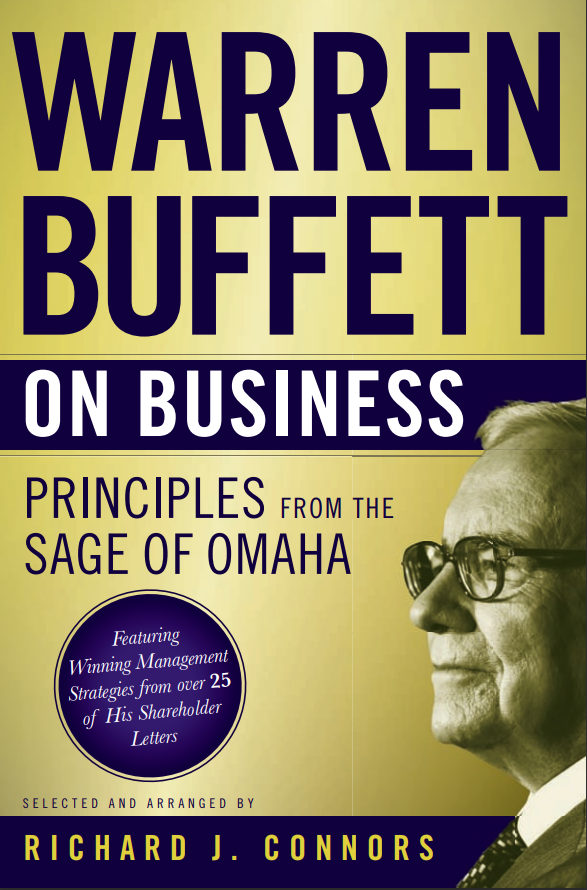 WARREN
BUFFETT
ON BUSINESS
PRINCIPLES FROM THE
SAGE OF OMAHA
Featuring
Winning Management
Strategies from over 25
of His Shareholder
Letters
SELECTED AND ARRANGED BY
RICHARD J. CONNORS